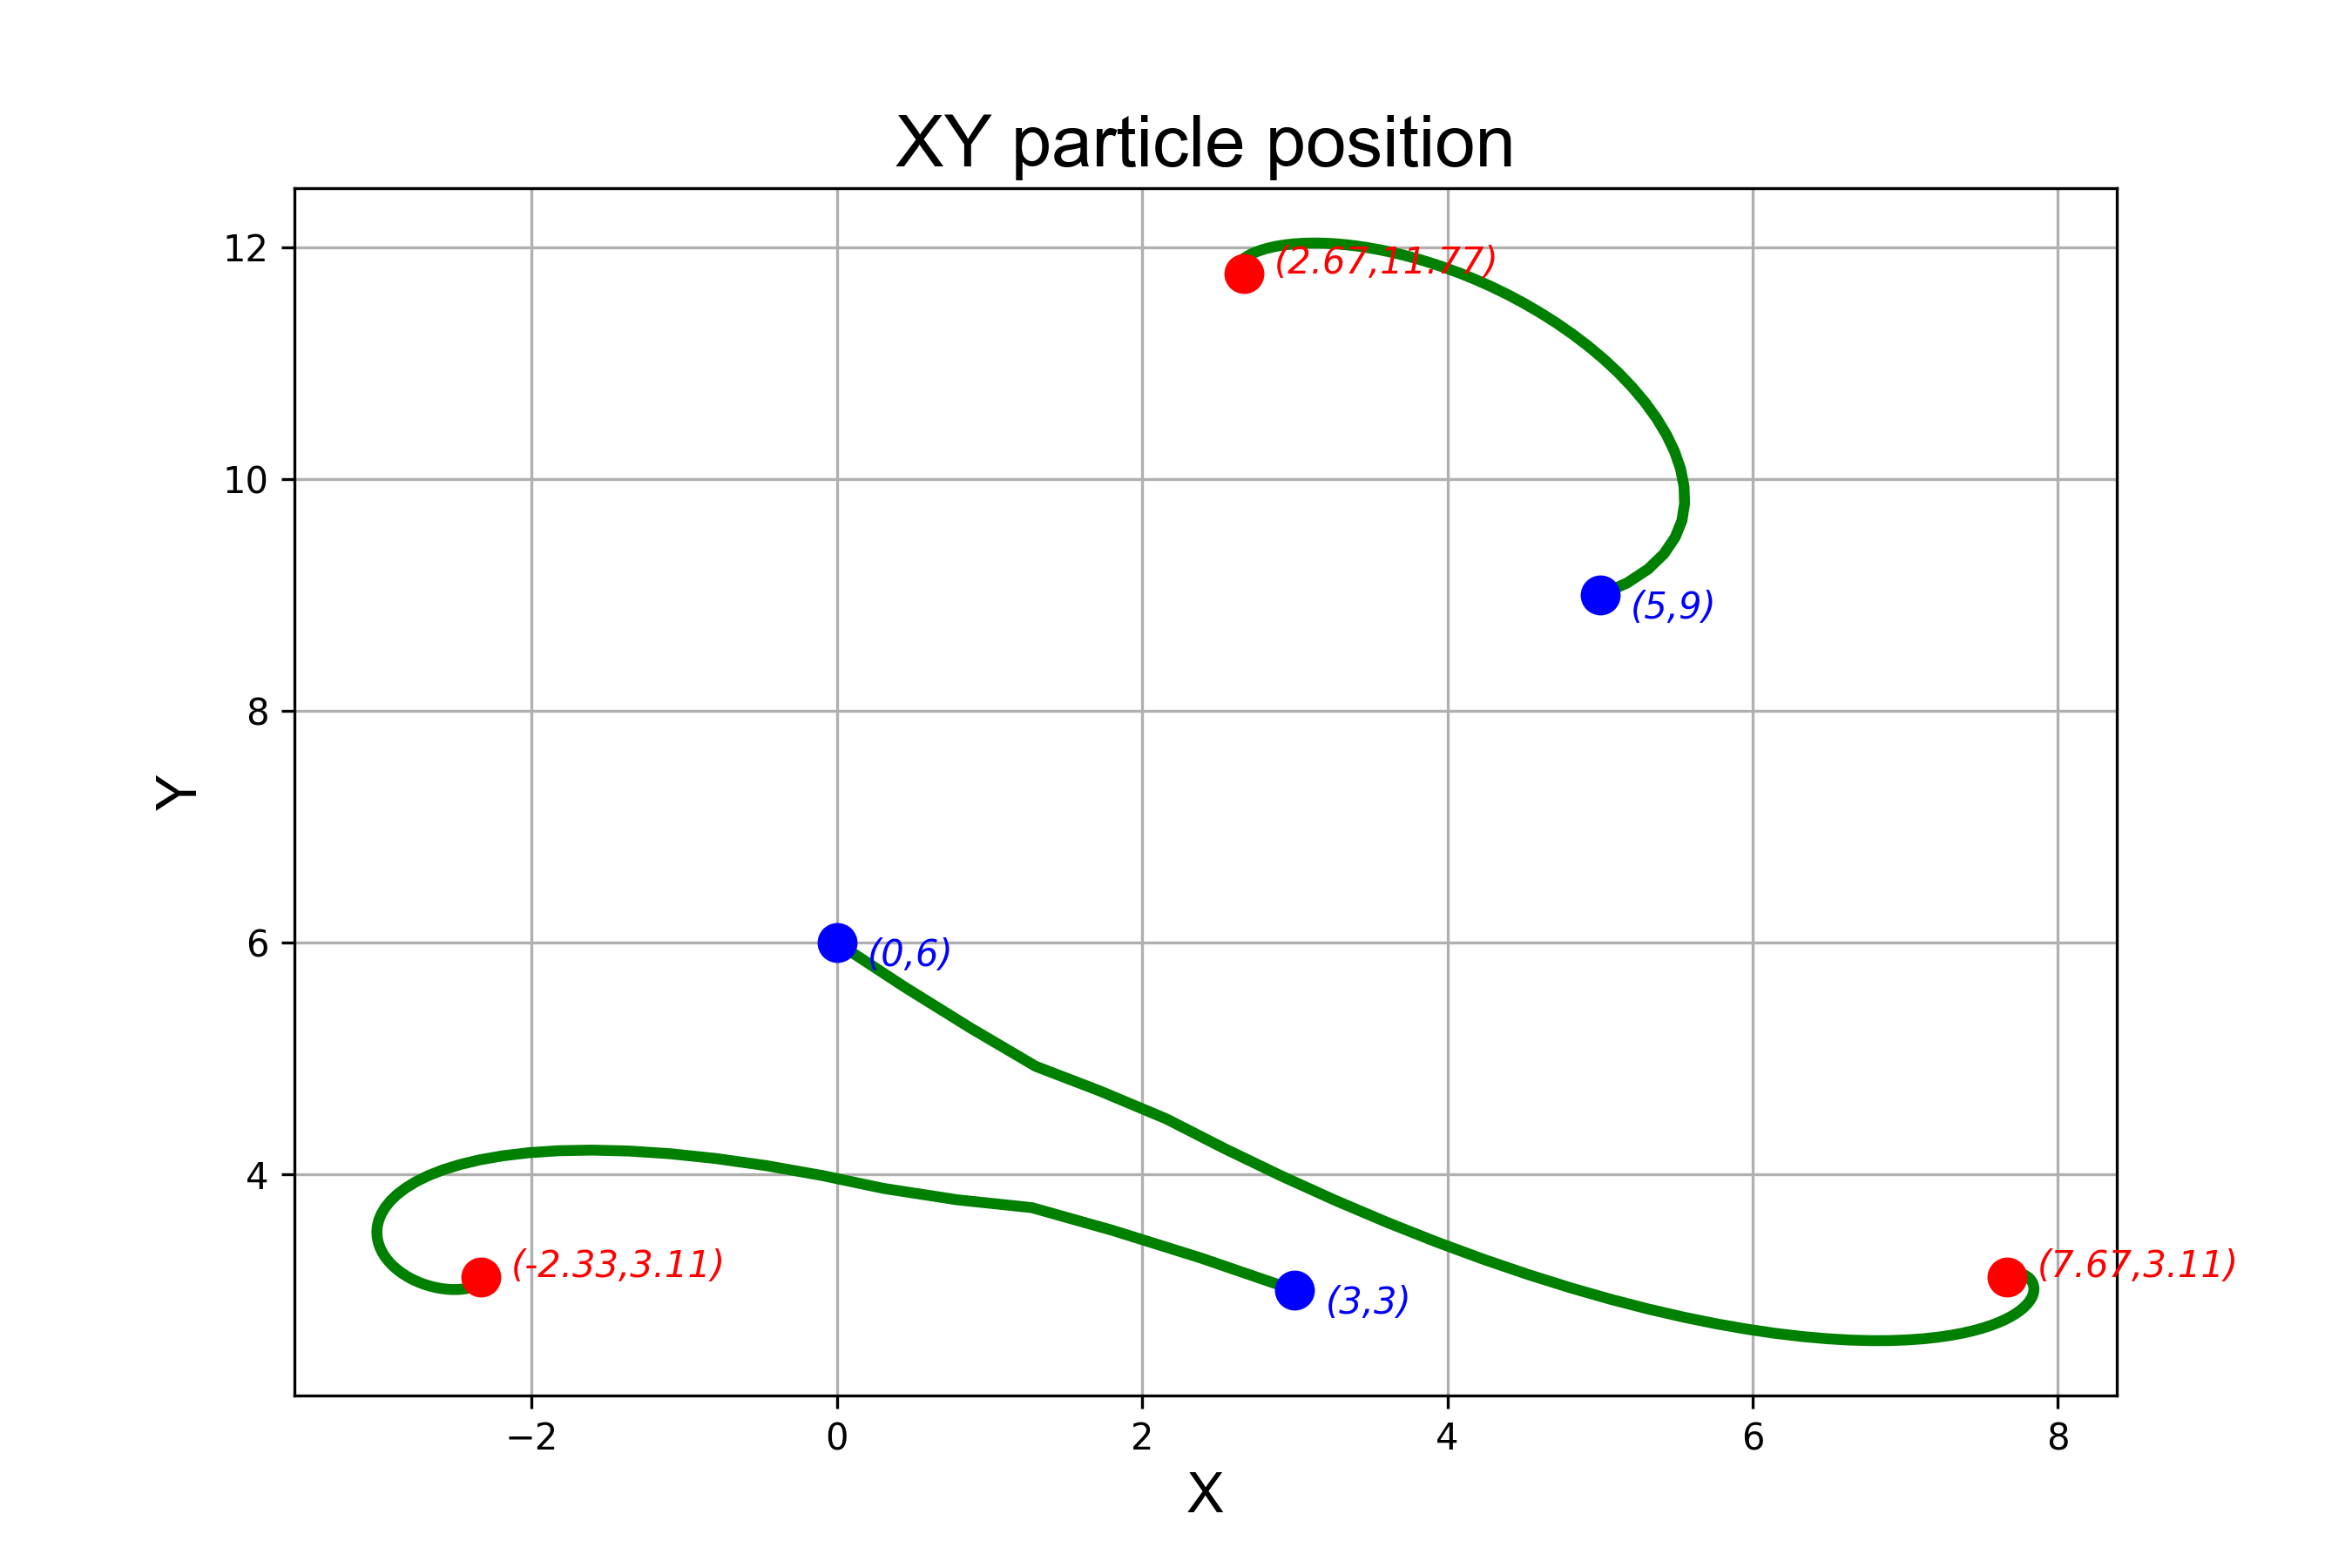 XY particle position
12
(2.67,11.77)
10
(5,9)
8
Y
6
(0,6)
4
(-2.33,3.11)
(7.67,3.11)
(3,3)
−2 0 2 4 6 8
X